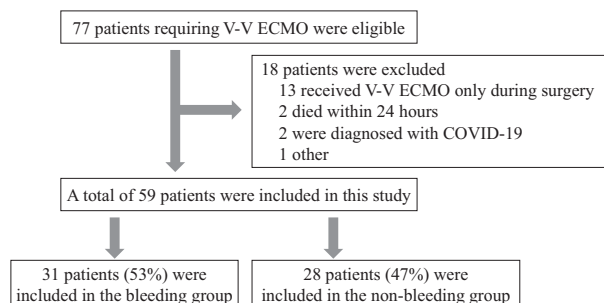 77 patients requiring V-V ECMO were eligible
18 patients were excluded
13 received V-V ECMO only during surgery
2 died within 24 hours
2 were diagnosed with COVID-19
1 other
A total of 59 patients were included in this study
31 patients (53%) were
included in the bleeding group
28 patients (47%) were
included in the non-bleeding group